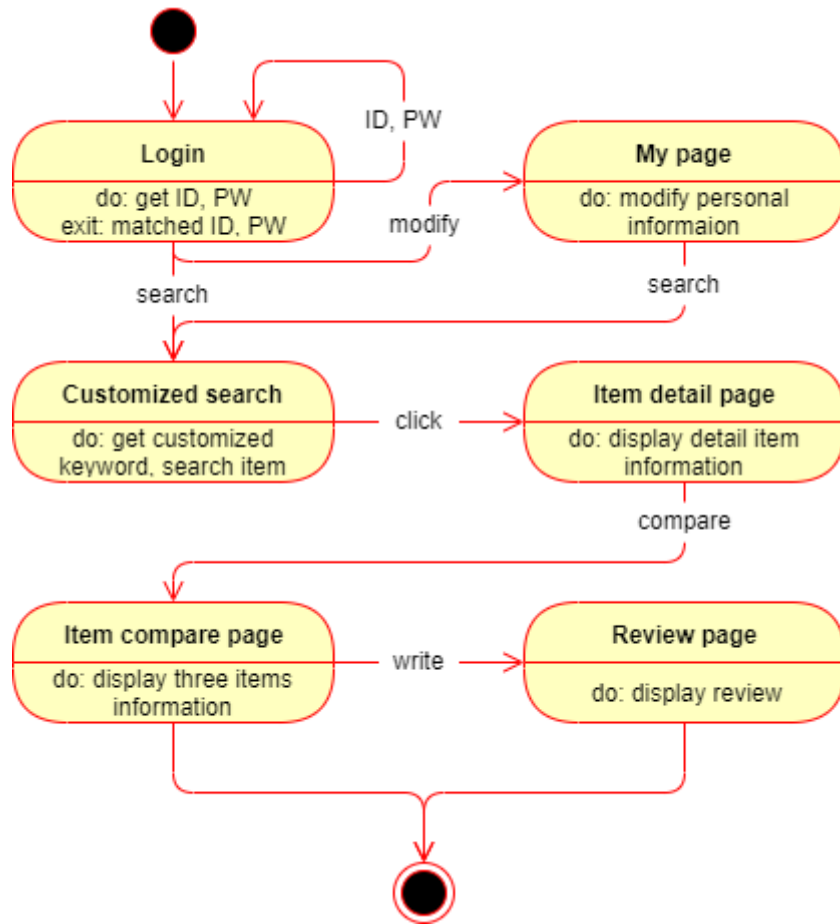 ID, PW
Login
do: get ID, PW
exit: matched ID, PW
My page
do: modify personal
informaion
modify
search
search
Customized search
do: get customized
keyword, search item
click
Item detail page
do: display detail item
information
compare
Item compare page
do: display three items
information
write
Review page
do: display review